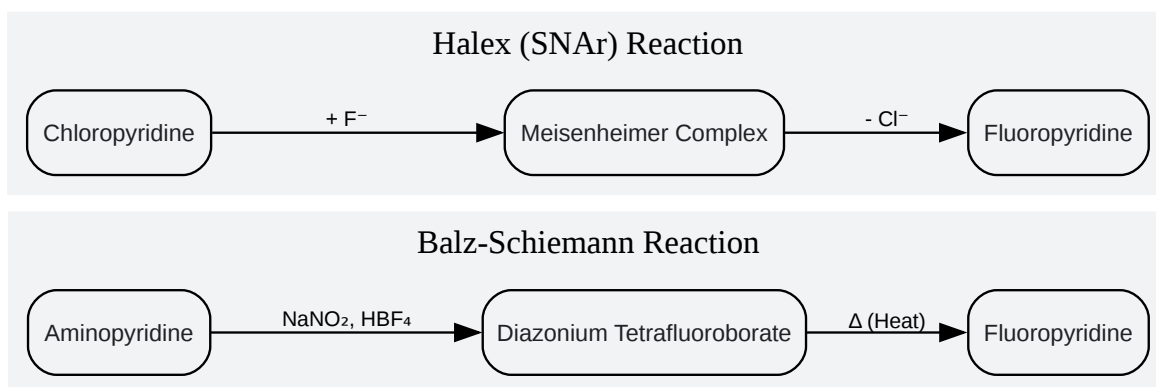 Halex (SNAr) Reaction
Chloropyridine
+ F⁻
Meisenheimer Complex
- Cl⁻
Fluoropyridine
Balz-Schiemann Reaction
Aminopyridine
NaNO₂, HBF₄
Diazonium Tetrafluoroborate
Δ (Heat)
Fluoropyridine